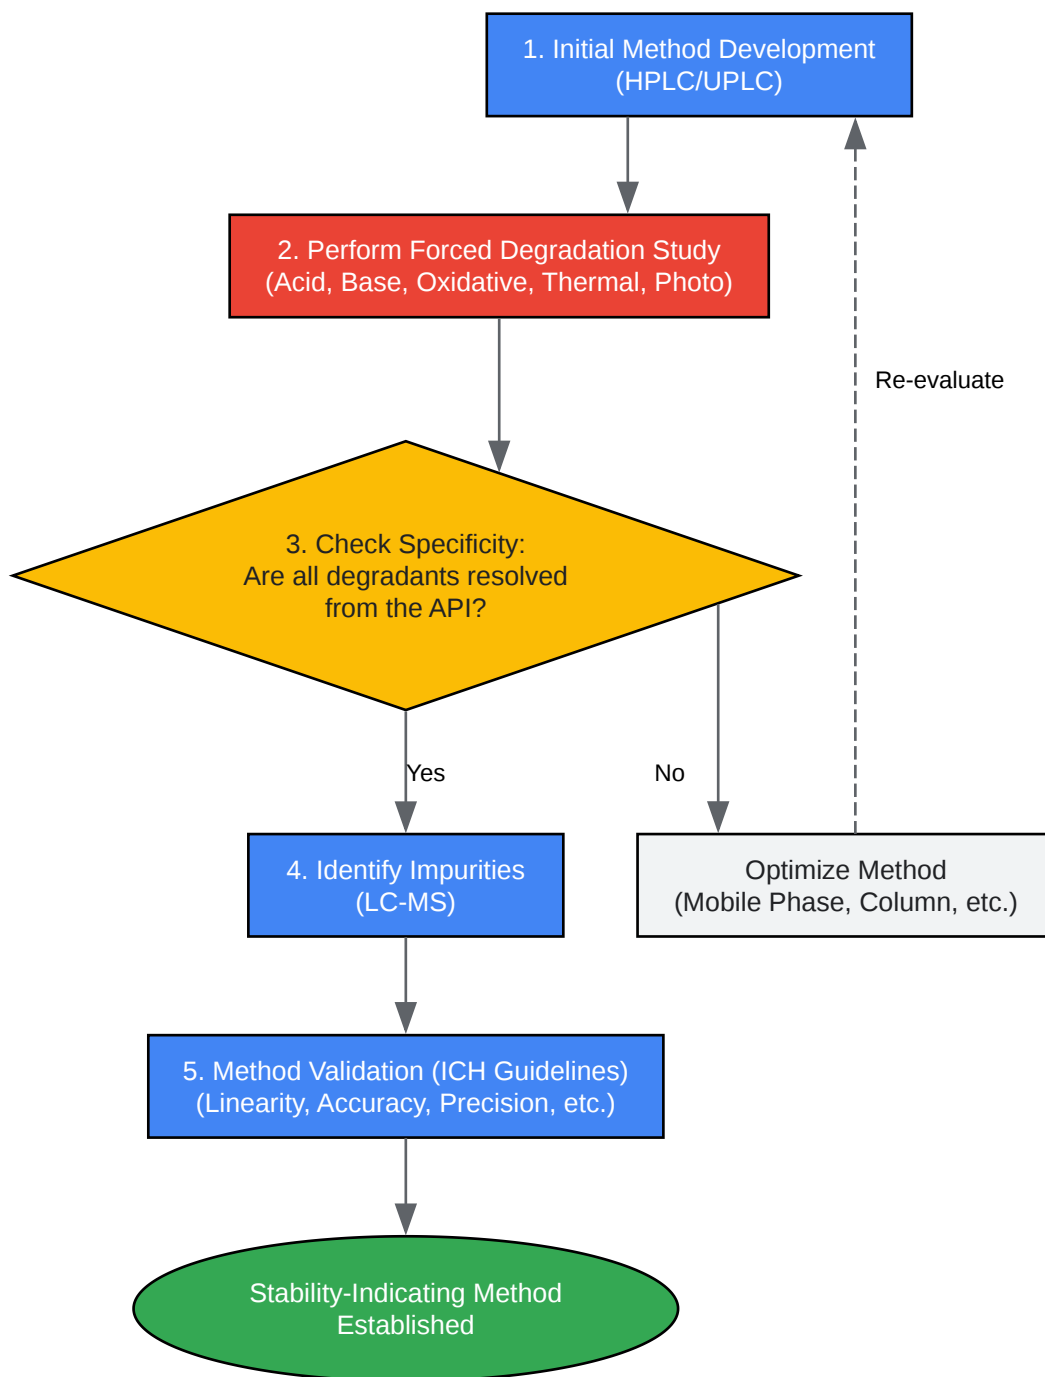 1. Initial Method Development
(HPLC/UPLC)
2. Perform Forced Degradation Study
(Acid, Base, Oxidative, Thermal, Photo)
Re-evaluate
3. Check Specificity:
Are all degradants resolved
from the API?
Yes
No
4. Identify Impurities
(LC-MS)
Optimize Method
(Mobile Phase, Column, etc.)
5. Method Validation (ICH Guidelines)
(Linearity, Accuracy, Precision, etc.)
Stability-Indicating Method
Established